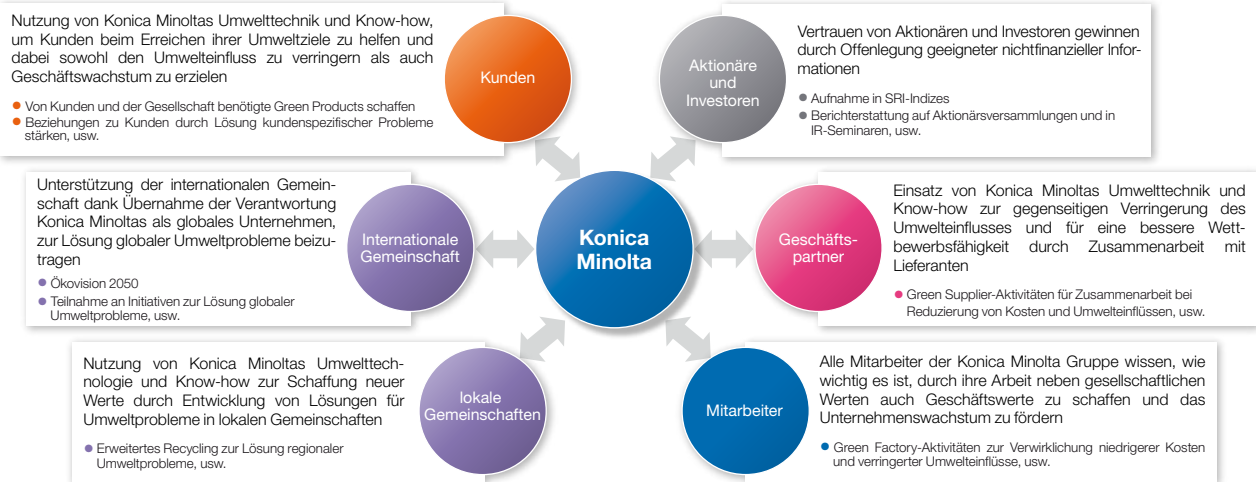 Nutzung von Konica Minoltas Umwelttechnik und Know-how,
um Kunden beim Erreichen ihrer Umweltziele zu helfen und
dabei sowohl den Umwelteinfluss zu verringern als auch
Geschäftswachstum zu erzielen
• Von Kunden und der Gesellschaft benötigte Green Products schaffen
• Beziehungen zu Kunden durch Lösung kundenspezifischer Probleme
stärken, usw.
Kunden
Aktionäre
und
Investoren
Vertrauen von Aktionären und Investoren gewinnen
durch Offenlegung geeigneter nichtfinanzieller Infor-
mationen
• Aufnahme in SRI-Indizes
• Berichterstattung auf Aktionärsversammlungen und in
IR-Seminaren, usw.
Unterstützung der internationalen Gemein-
schaft dank Übernahme der Verantwortung
Konica Minoltas als globales Unternehmen,
zur Lösung globaler Umweltprobleme beizu-
tragen
• Ökovision 2050
• Teilnahme an Initiativen zur Lösung globaler
Umweltprobleme, usw.
Internationale
Gemeinschaft
Konica
Minolta
Geschäfts-
partner
Einsatz von Konica Minoltas Umwelttechnik und
Know-how zur gegenseitigen Verringerung des
Umwelteinflusses und für eine bessere Wett-
bewerbsfähigkeit durch Zusammenarbeit mit
Lieferanten
• Green Supplier-Aktivitäten für Zusammenarbeit bei
Reduzierung von Kosten und Umwelteinflüssen, usw.
Nutzung von Konica Minoltas Umwelttech-
nologie und Know-how zur Schaffung neuer
Werte durch Entwicklung von Lösungen für
Umweltprobleme in lokalen Gemeinschaften
• Erweitertes Recycling zur Lösung regionaler
Umweltprobleme, usw.
lokale
Gemeinschaften
Mitarbeiter
Alle Mitarbeiter der Konica Minolta Gruppe wissen, wie
wichtig es ist, durch ihre Arbeit neben gesellschaftlichen
Werten auch Geschäftswerte zu schaffen und das
Unternehmenswachstum zu fördern
• Green Factory-Aktivitäten zur Verwirklichung niedrigerer Kosten
und verringerter Umwelteinflüsse, usw.